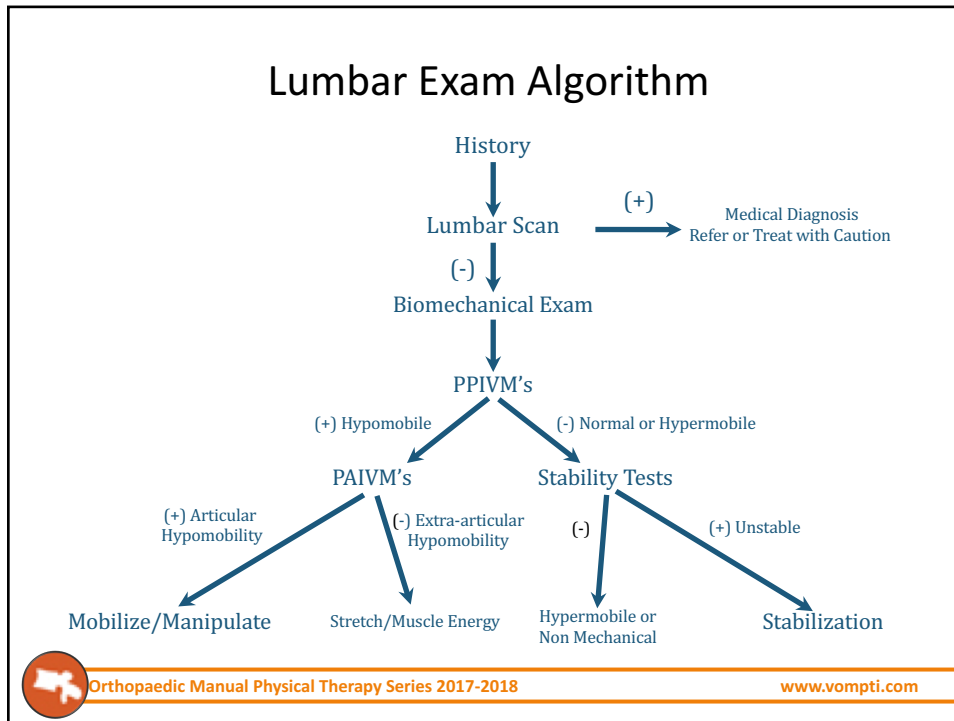 Lumbar Exam Algorithm
History
(+)
Lumbar Scan
Medical Diagnosis
Refer or Treat with Caution
(-)
Biomechanical Exam
PPIVM's
(+) Hypomobile
(-) Normal or Hypermobile
PAIVM's
Stability Tests
(+) Articular
Hypomobility
(-) Extra-articular
Hypomobility
(-)
(+) Unstable
Mobilize/Manipulate
Stretch/Muscle Energy
Hypermobile or
Non Mechanical
Stabilization
Orthopaedic Manual Physical Therapy Series 2017-2018
www.vompti.com